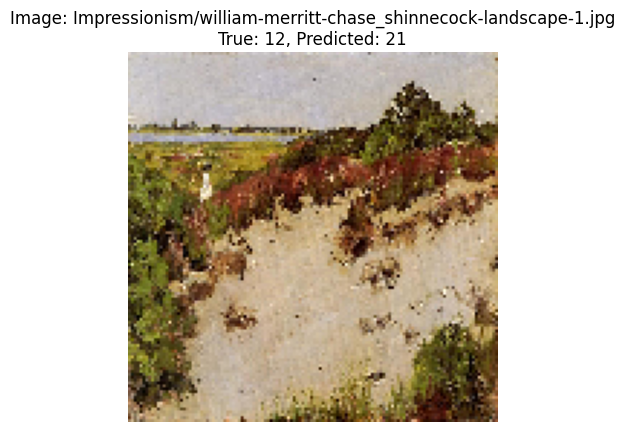 Image: Impressionism/william-merritt-chase_shinnecock-landscape-1.jpg
True: 12, Predicted: 21